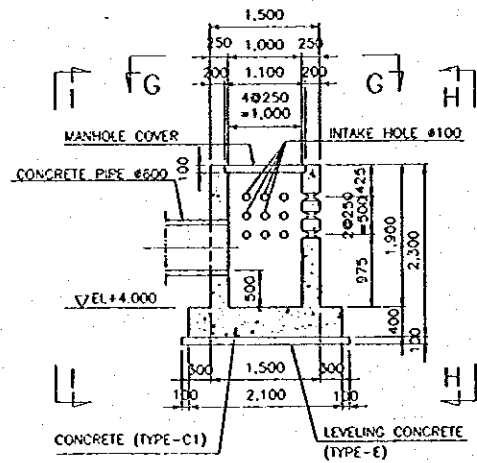 1,500
250 1,000 250
G G
I H
200 1,100 200
4@250
=1,000
MANHOLE COVER
INTAKE HOLE ø100
100
CONCRETE PIPE ø600
2@250
=500
425
975
1,900
2,300
500
▽EL+4.000
400
100
I H
300 1,500 300
100 2,100 100
CONCRETE (TYPE-C1)
LEVELING CONCRETE
(TYPE-E)